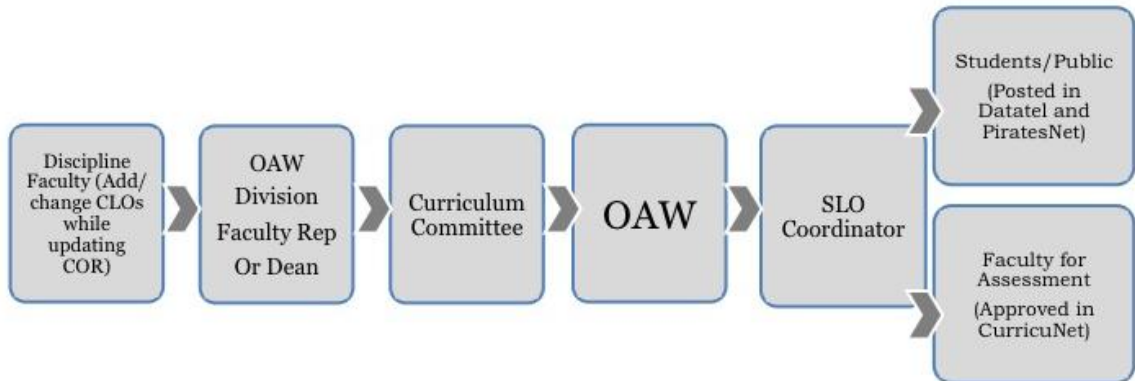 Discipline
Faculty (Add/
change CLOs
while
updating
COR)
OAW
Division
Faculty Rep
Or Dean
Curriculum
Committee
OAW
SLO
Coordinator
Students/Public
(Posted in
Datatel and
PiratesNet)
Faculty for
Assessment
(Approved in
CurricuNet)